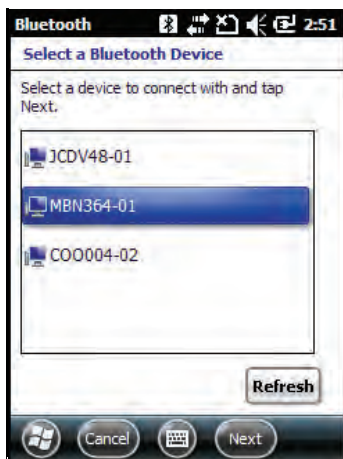 Bluetooth 2:51
Select a Bluetooth Device
Select a device to connect with and tap
Next.
JCDV48-01
MBN364-01
COO004-02
Refresh
Cancel Next